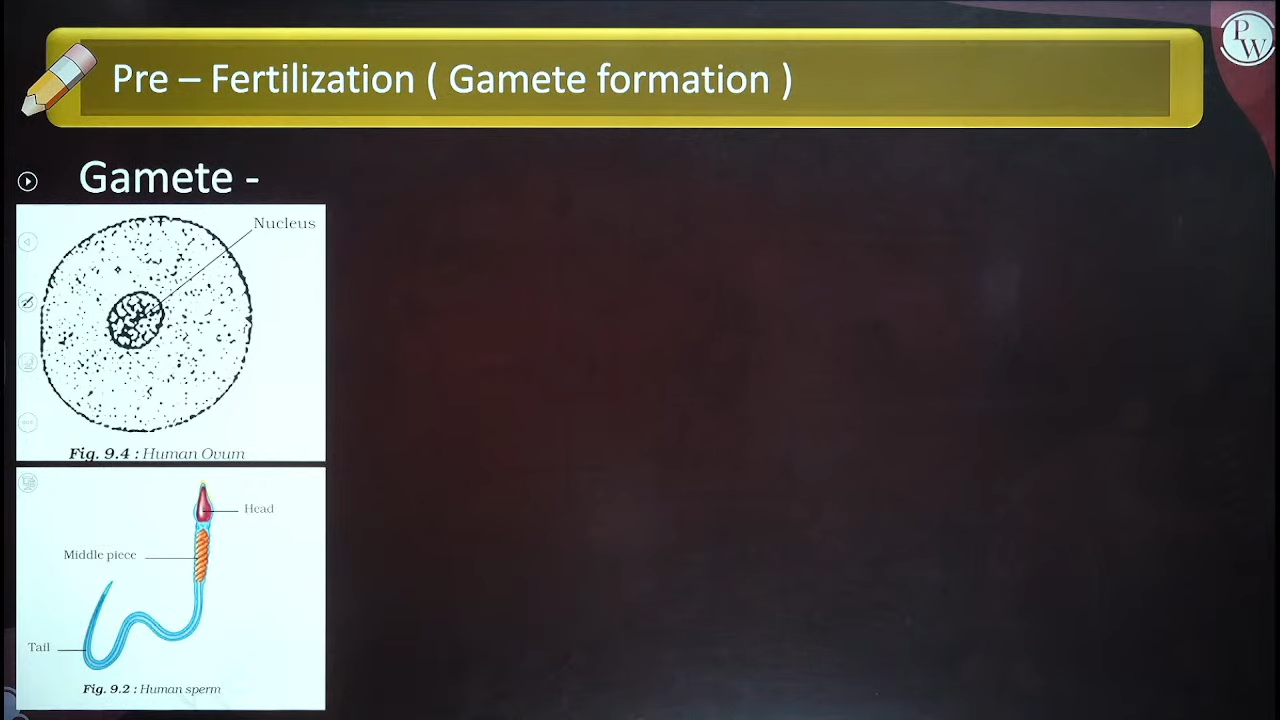 PW
Pre – Fertilization ( Gamete formation )
Gamete -
Nucleus
Fig. 9.4 : Human Ovum
Head
Middle piece
Tail
Fig. 9.2 : Human sperm